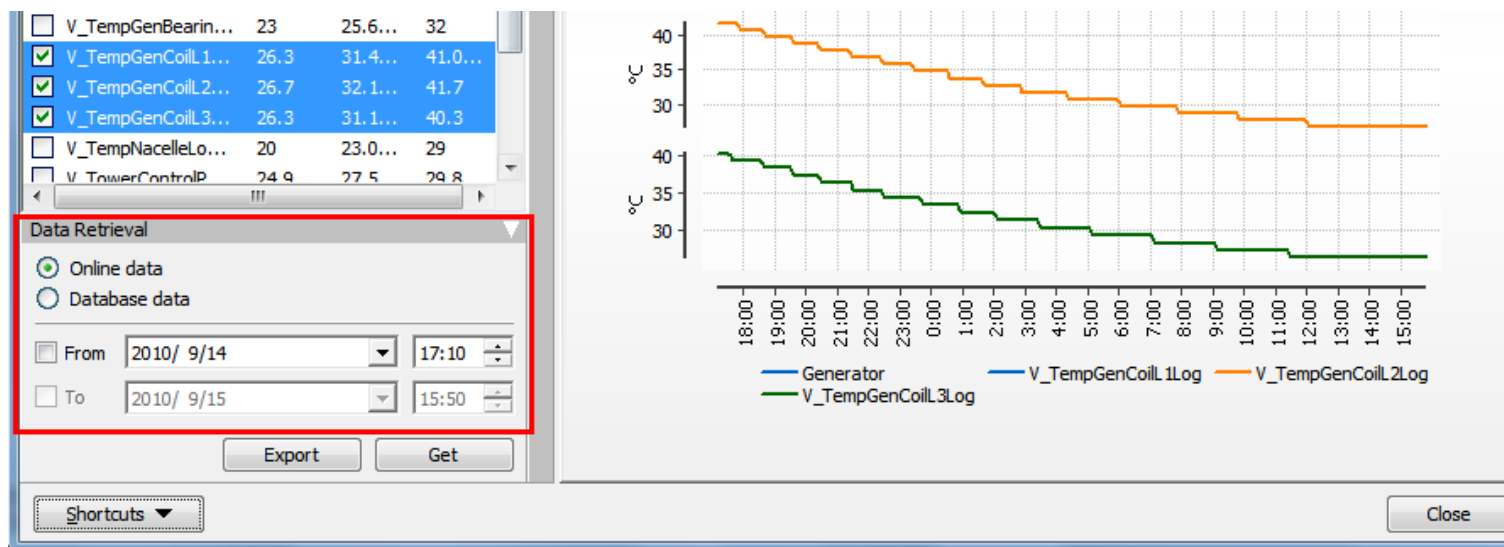 V_TempGenBearin... 23 25.6... 32
V_TempGenCoilL1... 26.3 31.4... 41.0...
V_TempGenCoilL2... 26.7 32.1... 41.7
V_TempGenCoilL3... 26.3 31.1... 40.3
V_TempNacelleLo... 20 23.0... 29
V_TowerControlP... 24.9 27.5 29.8
Data Retrieval
Online data
Database data
From 2010/ 9/14 17:10
To 2010/ 9/15 15:50
Export Get
Shortcuts
40
35
30
°C
40
35
30
°C
18:00 19:00 20:00 21:00 22:00 23:00 0:00 1:00 2:00 3:00 4:00 5:00 6:00 7:00 8:00 9:00 10:00 11:00 12:00 13:00 14:00 15:00
Generator V_TempGenCoilL1Log V_TempGenCoilL2Log
V_TempGenCoilL3Log
Close